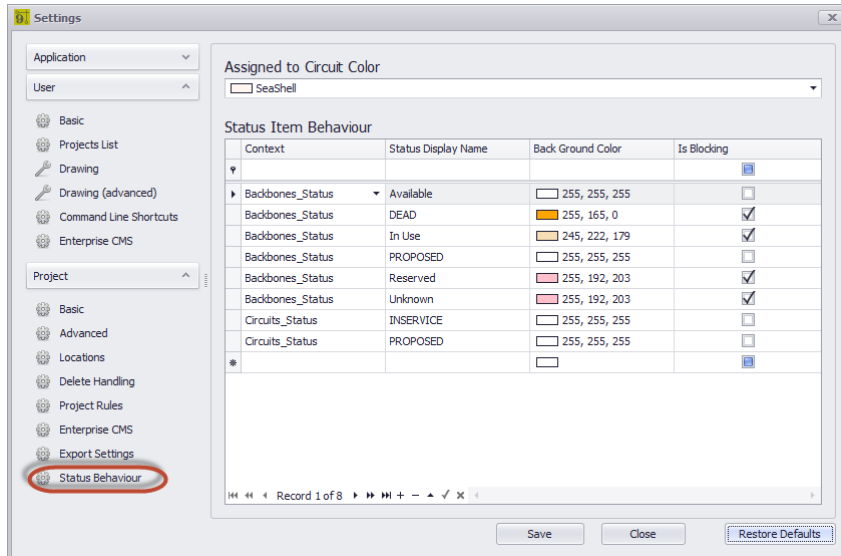 Settings
Application
User
Basic
Projects List
Drawing
Drawing (advanced)
Command Line Shortcuts
Enterprise CMS
Project
Basic
Advanced
Locations
Delete Handling
Project Rules
Enterprise CMS
Export Settings
Status Behaviour
Assigned to Circuit Color
SeaShell
Status Item Behaviour
Context Status Display Name Back Ground Color Is Blocking
Backbones_Status Available 255, 255, 255
Backbones_Status DEAD 255, 165, 0
Backbones_Status In Use 245, 222, 179
Backbones_Status PROPOSED 255, 255, 255
Backbones_Status Reserved 255, 192, 203
Backbones_Status Unknown 255, 192, 203
Circuits_Status INSERVICE 255, 255, 255
Circuits_Status PROPOSED 255, 255, 255
Record 1 of 8
Save Close Restore Defaults